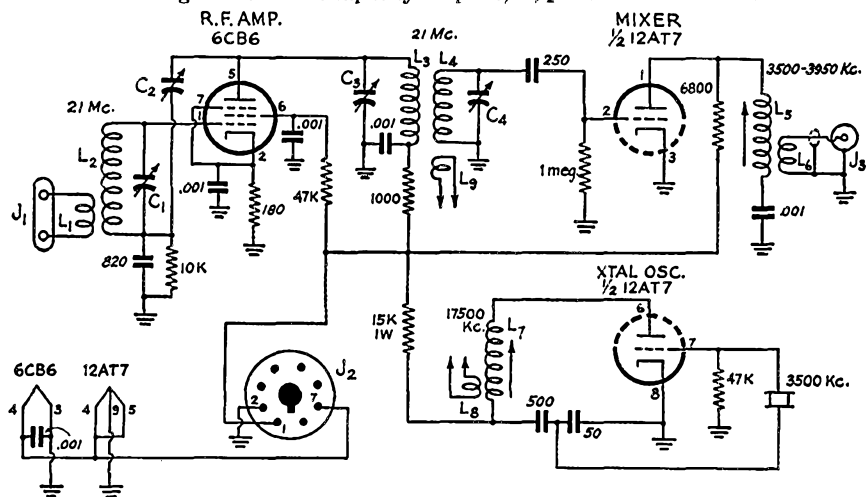 R.F. AMP.
6CB6
MIXER
½ 12AT7
21 Mc.
21 Mc.
3500-3950 Kc.
C2
5
7
1
6
2
C3
L3
L4
C4
250
1
2
3
6800
L5
L6
J3
J1
L1
L2
C1
.001
.001
.001
.001
180
47K
1000
L9
1 meg.
820
10K
XTAL OSC.
½ 12AT7
15K
1W
17500
Kc.
L7
L8
6
7
8
47K
3500 Kc.
500
50
J2
2
7
1
6CB6
12AT7
4
3
4
9
5
.001